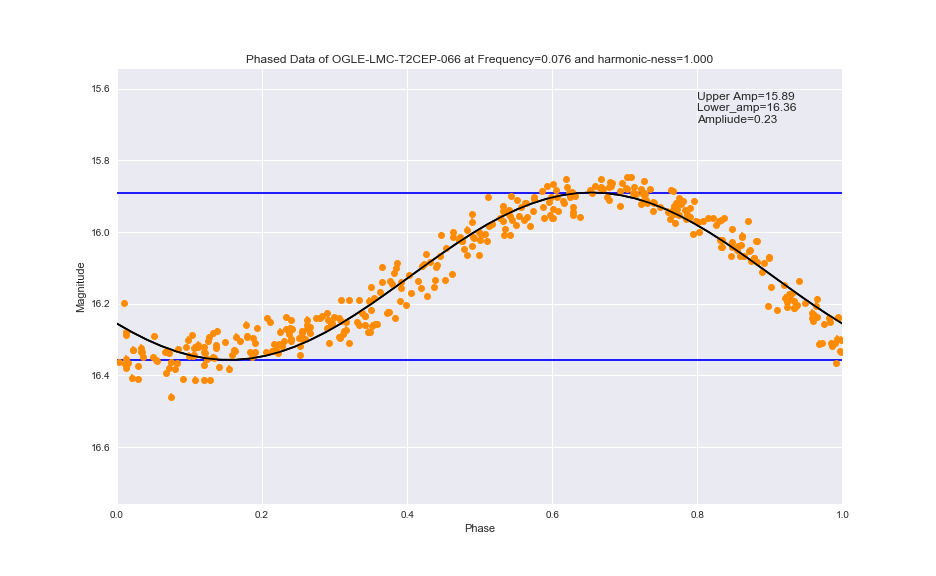 Phased Data of OGLE-LMC-T2CEP-066 at Frequency=0.076 and harmonic-ness=1.000
Upper Amp=15.89
Lower_amp=16.36
Ampliude=0.23
15.6
15.8
16.0
16.2
16.4
16.6
Magnitude
0.0
0.2
0.4
0.6
0.8
1.0
Phase